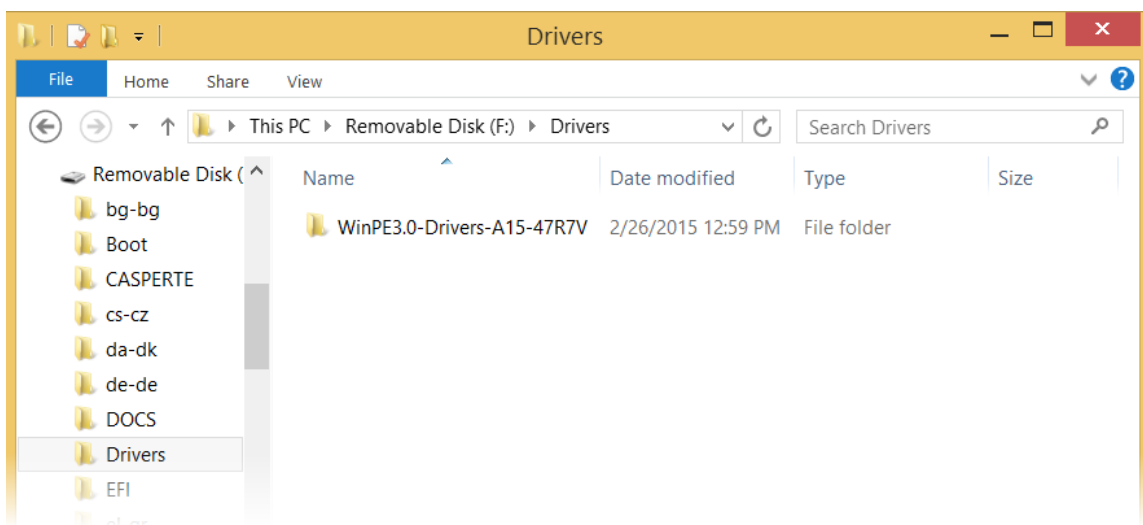 Drivers
File Home Share View
This PC Removable Disk (F:) Drivers Search Drivers
Removable Disk ( Name Date modified Type Size
bg-bg
WinPE3.0-Drivers-A15-47R7V 2/26/2015 12:59 PM File folder
Boot
CASPERTE
cs-cz
da-dk
de-de
DOCS
Drivers
EFI